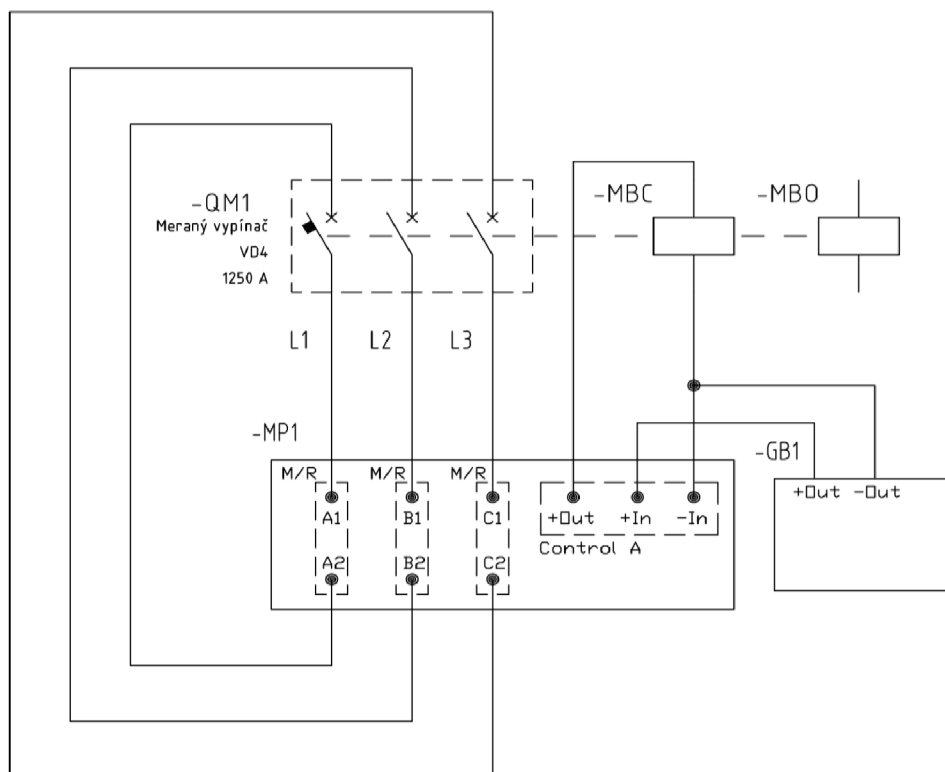 -QM1
Meraný vypínač
VD4
1250 A
-MBC
-MBO
L1
L2
L3
-MP1
-GB1
M/R
M/R
M/R
A1
B1
C1
+Out
+In
-In
Control A
A2
B2
C2
+Out
-Out